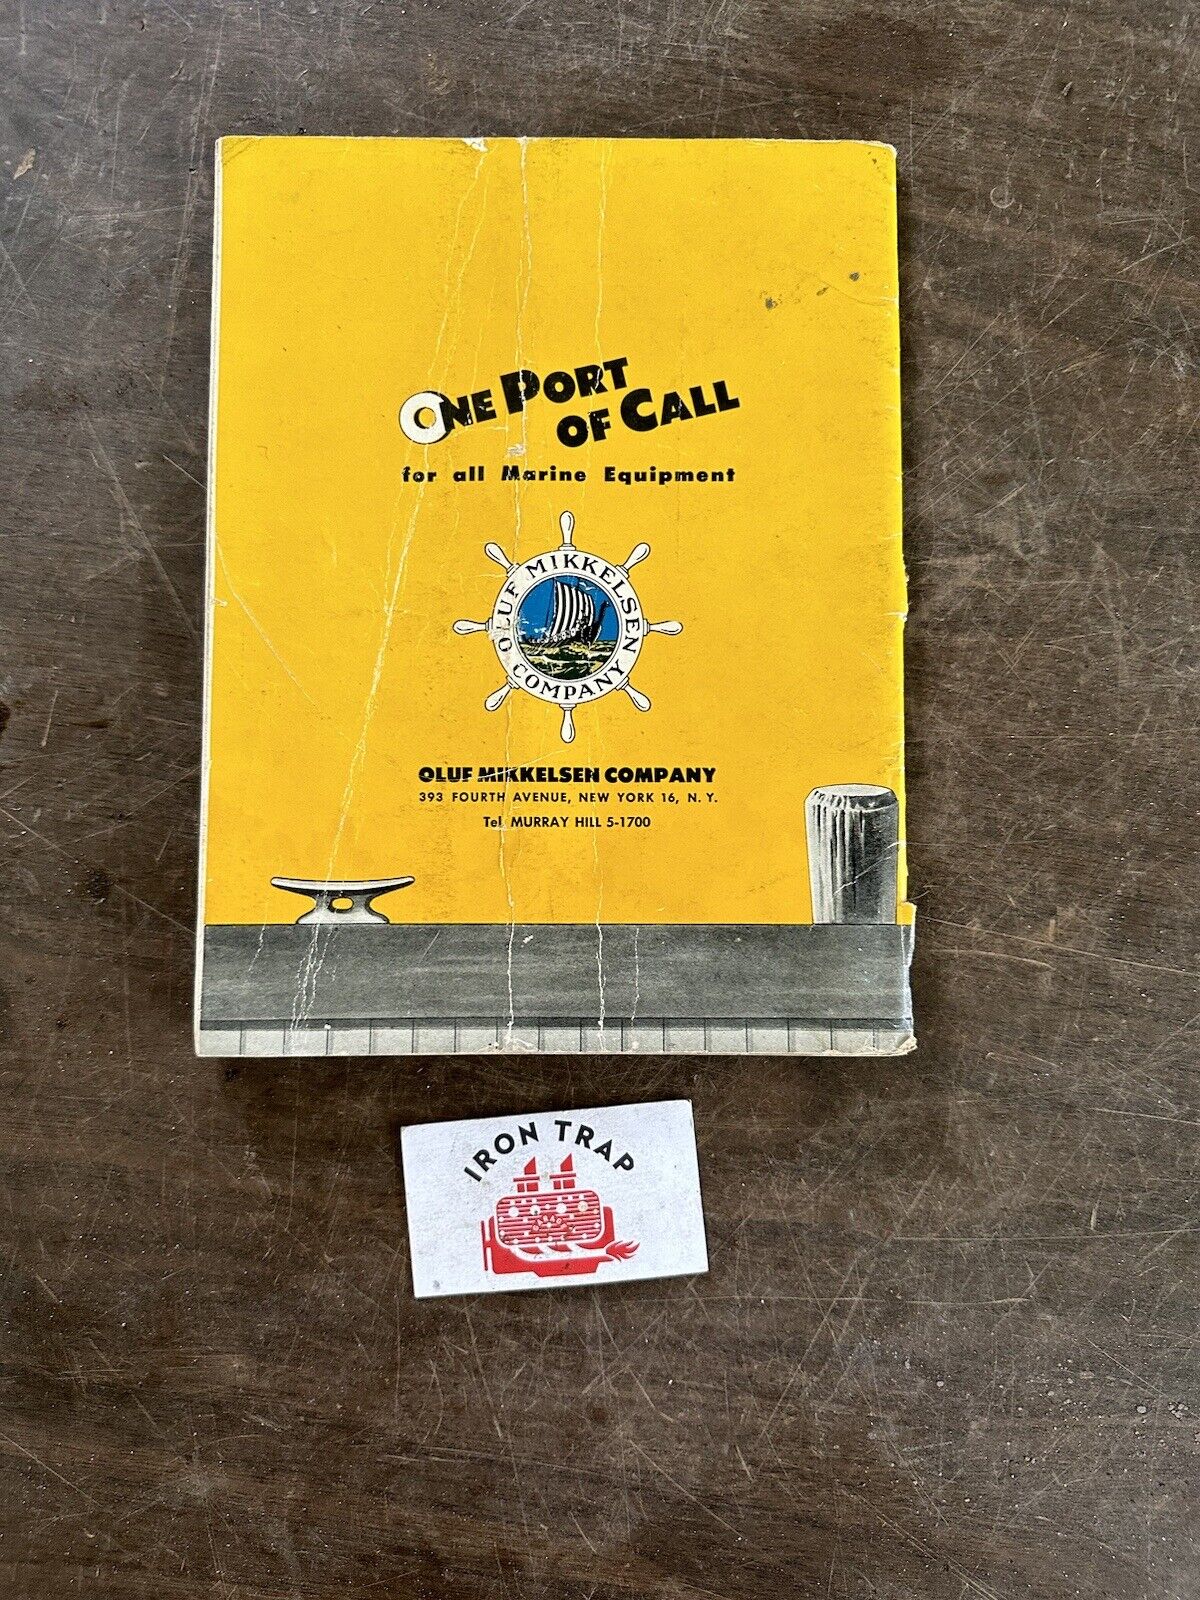 ONE PORT
OF CALL
for all Marine Equipment
OLUF MIKKELSEN
COMPANY
OLUF MIKKELSEN COMPANY
393 FOURTH AVENUE, NEW YORK 16, N. Y.
Tel. MURRAY HILL 5-1700
IRON TRAP